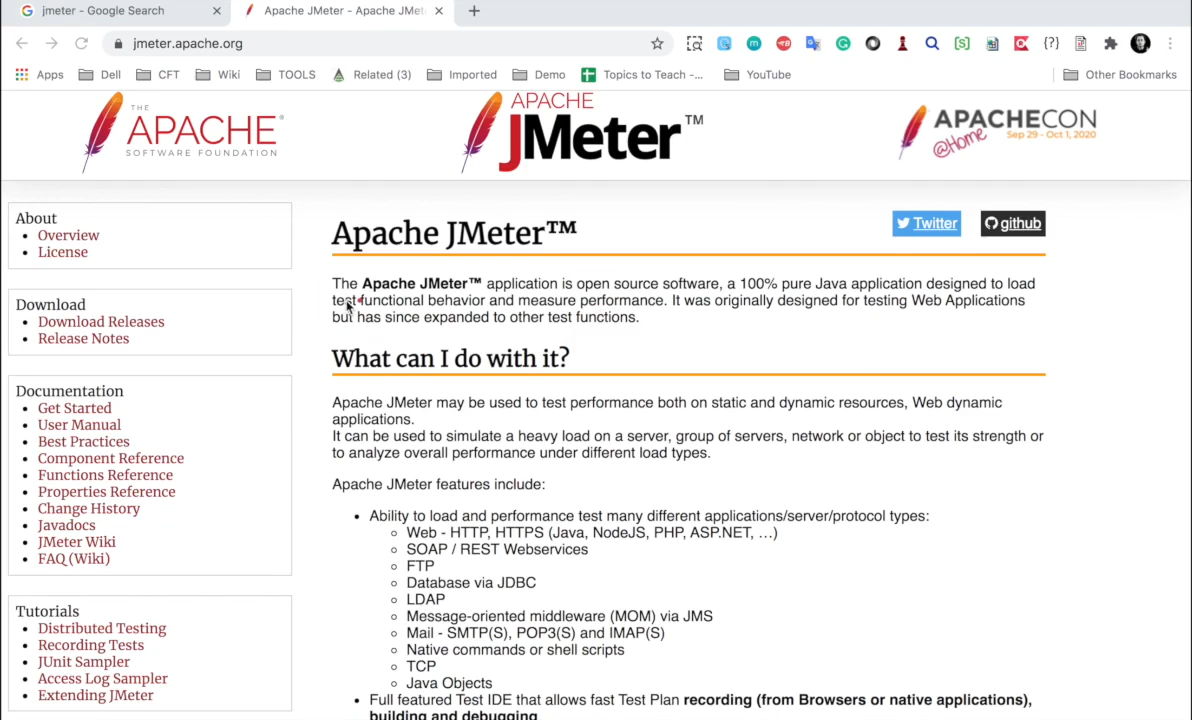 jmeter - Google Search
Apache JMeter - Apache JMet
jmeter.apache.org
Apps
Dell
CFT
Wiki
TOOLS
Related (3)
Imported
Demo
Topics to Teach -...
YouTube
Other Bookmarks
THE
APACHE®
SOFTWARE FOUNDATION
APACHE
JMeter™
APACHECON
@Home
Sep 29 - Oct 1, 2020
About
Overview
License
Download
Download Releases
Release Notes
Documentation
Get Started
User Manual
Best Practices
Component Reference
Functions Reference
Properties Reference
Change History
Javadocs
JMeter Wiki
FAQ (Wiki)
Tutorials
Distributed Testing
Recording Tests
JUnit Sampler
Access Log Sampler
Extending JMeter
Apache JMeter™
Twitter
github
The Apache JMeter™ application is open source software, a 100% pure Java application designed to load
test functional behavior and measure performance. It was originally designed for testing Web Applications
but has since expanded to other test functions.
What can I do with it?
Apache JMeter may be used to test performance both on static and dynamic resources, Web dynamic
applications.
It can be used to simulate a heavy load on a server, group of servers, network or object to test its strength or
to analyze overall performance under different load types.
Apache JMeter features include:
Ability to load and performance test many different applications/server/protocol types:
Web - HTTP, HTTPS (Java, NodeJS, PHP, ASP.NET, …)
SOAP / REST Webservices
FTP
Database via JDBC
LDAP
Message-oriented middleware (MOM) via JMS
Mail - SMTP(S), POP3(S) and IMAP(S)
Native commands or shell scripts
TCP
Java Objects
Full featured Test IDE that allows fast Test Plan recording (from Browsers or native applications),
building and debugging.